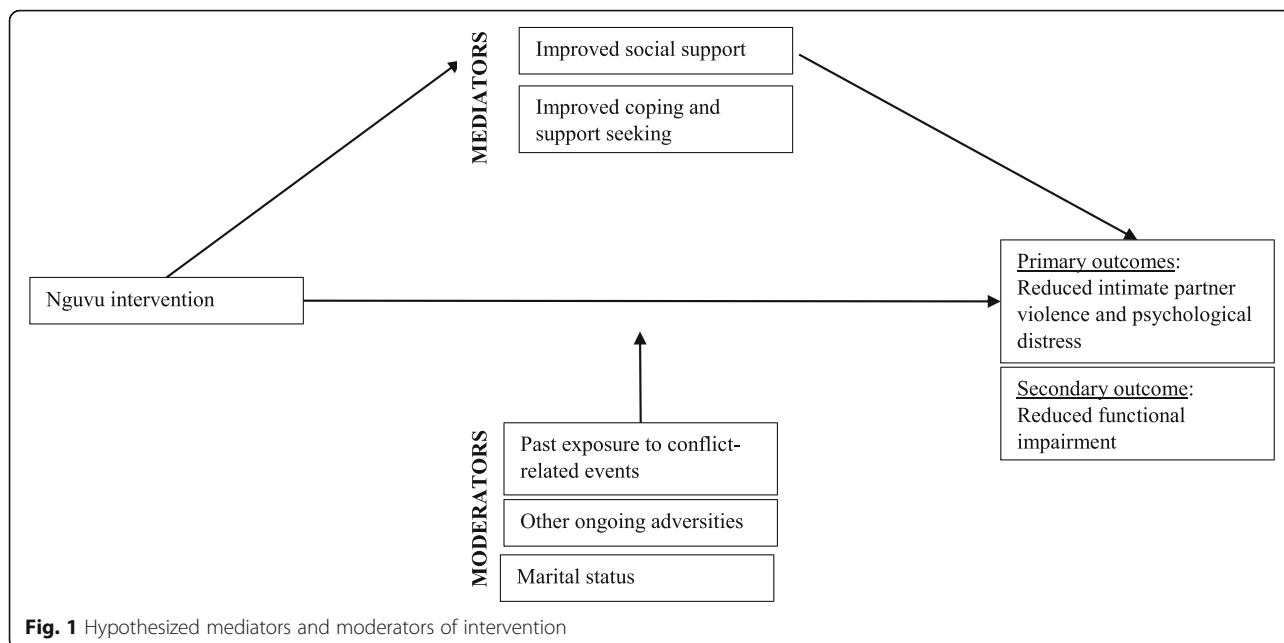 MEDIATORS
Improved social support
Improved coping and
support seeking
Nguvu intervention
Primary outcomes:
Reduced intimate partner
violence and psychological
distress
Secondary outcome:
Reduced functional
impairment
MODERATORS
Past exposure to conflict-
related events
Other ongoing adversities
Marital status
Fig. 1 Hypothesized mediators and moderators of intervention